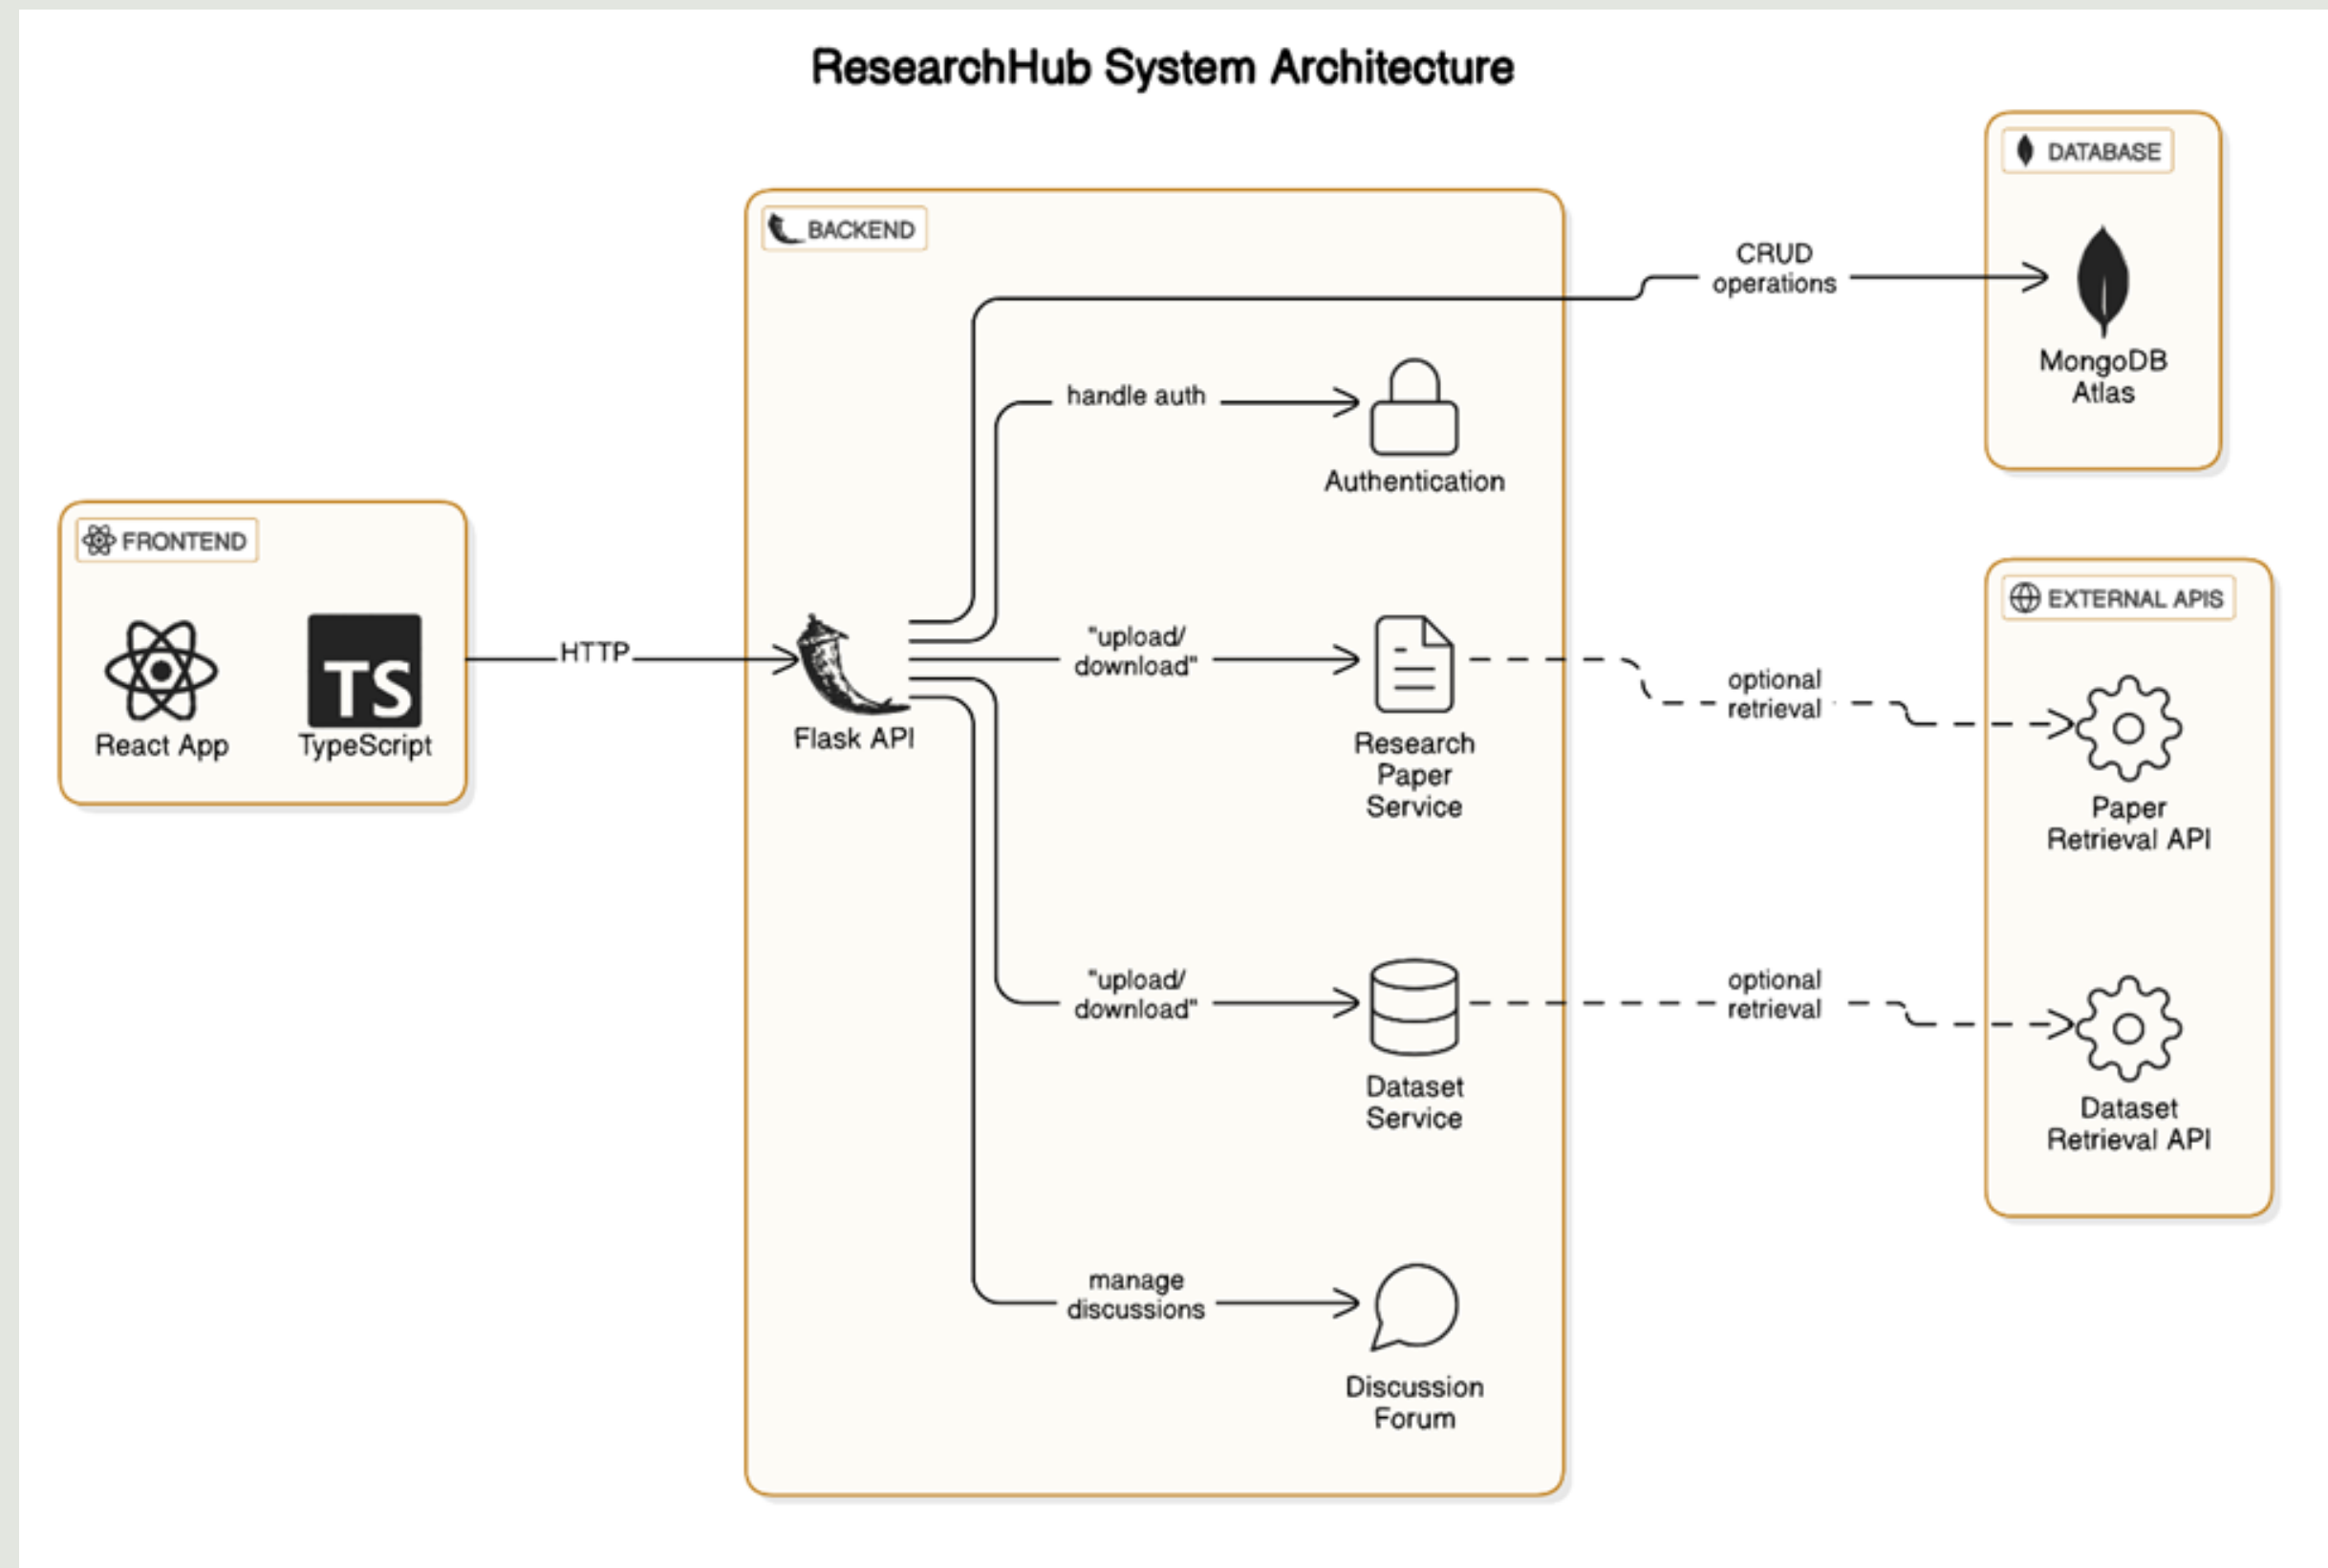 ResearchHub System Architecture
DATABASE
MongoDB
Atlas
BACKEND
CRUD
operations
handle auth
Authentication
FRONTEND
TS
React App
TypeScript
HTTP
Flask API
"upload/
download"
Research
Paper
Service
optional
retrieval
EXTERNAL APIS
Paper
Retrieval API
"upload/
download"
Dataset
Service
optional
retrieval
Dataset
Retrieval API
manage
discussions
Discussion
Forum